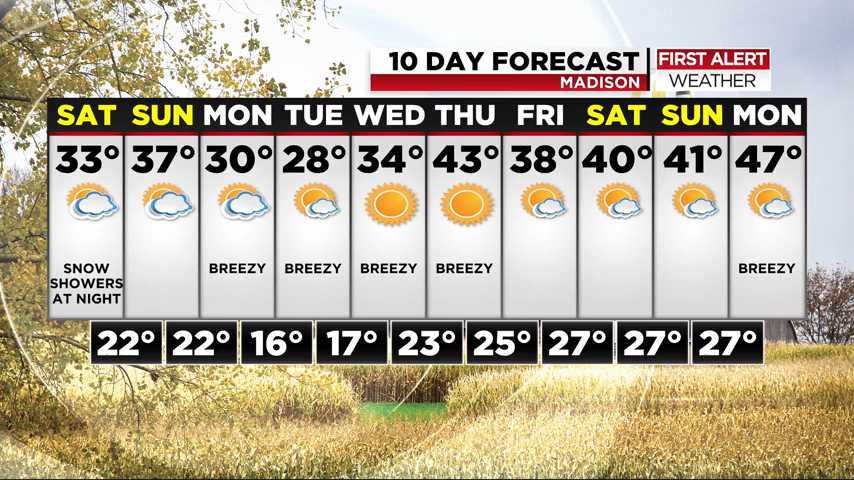 10 DAY FORECAST
MADISON
FIRST ALERT
WEATHER
SAT SUN MON TUE WED THU FRI SAT SUN MON
33° 37° 30° 28° 34° 43° 38° 40° 41° 47°
SNOW
SHOWERS
AT NIGHT
BREEZY BREEZY BREEZY BREEZY BREEZY
22° 22° 16° 17° 23° 25° 27° 27° 27°